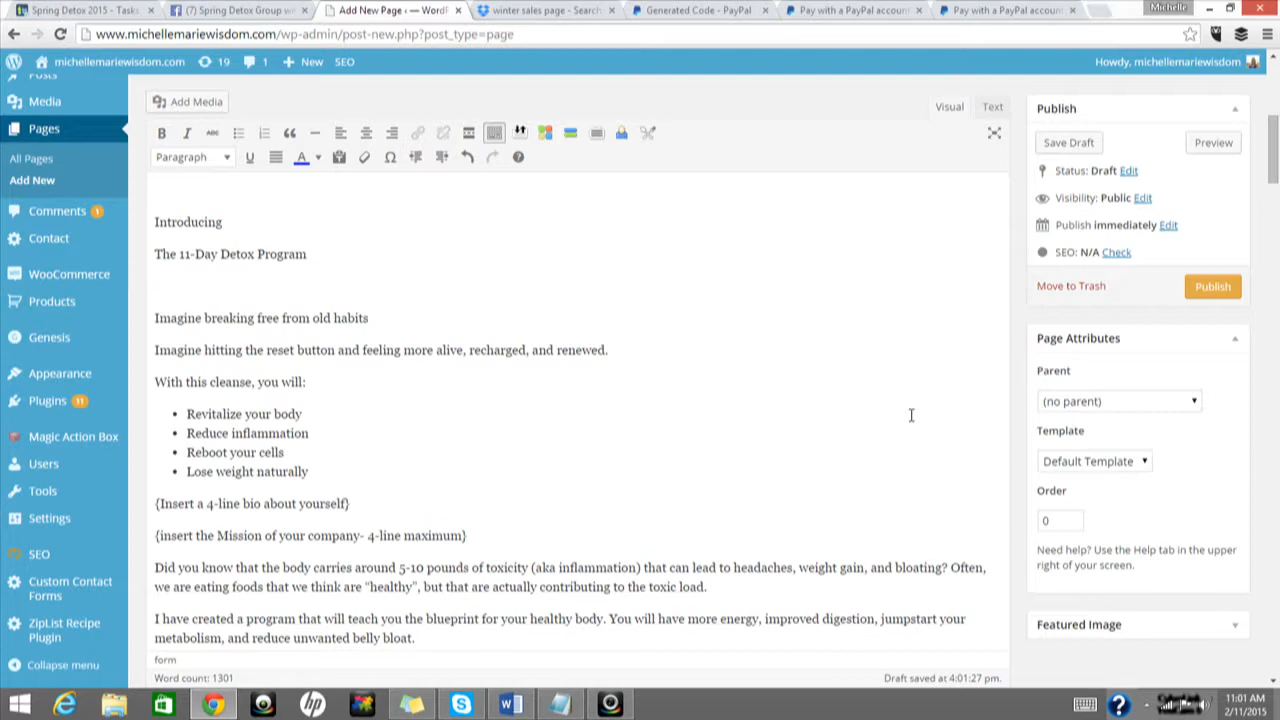 Spring Detox 2015 - Tasks
(7) Spring Detox Group w
Add New Page ‹ — WordP
winter sales page - Search
Generated Code - PayPal
Pay with a PayPal account
Pay with a PayPal account
Michelle
www.michellemariewisdom.com/wp-admin/post-new.php?post_type=page
michellemariewisdom.com
19
1
New
SEO
Howdy, michellemariewisdom
Posts
Media
Pages
All Pages
Add New
Comments 1
Contact
WooCommerce
Products
Genesis
Appearance
Plugins 11
Magic Action Box
Users
Tools
Settings
SEO
Custom Contact
Forms
ZipList Recipe
Plugin
Collapse menu
Add Media
Visual
Text
B I ABC
Paragraph
U A Ω
Introducing
The 11-Day Detox Program
Imagine breaking free from old habits
Imagine hitting the reset button and feeling more alive, recharged, and renewed.
With this cleanse, you will:
• Revitalize your body
• Reduce inflammation
• Reboot your cells
• Lose weight naturally
{Insert a 4-line bio about yourself}
{insert the Mission of your company- 4-line maximum}
Did you know that the body carries around 5-10 pounds of toxicity (aka inflammation) that can lead to headaches, weight gain, and bloating? Often,
we are eating foods that we think are "healthy", but that are actually contributing to the toxic load.
I have created a program that will teach you the blueprint for your healthy body. You will have more energy, improved digestion, jumpstart your
metabolism, and reduce unwanted belly bloat.
form
Word count: 1301
Draft saved at 4:01:27 pm.
Publish
Save Draft
Preview
Status: Draft Edit
Visibility: Public Edit
Publish immediately Edit
SEO: N/A Check
Move to Trash
Publish
Page Attributes
Parent
(no parent)
Template
Default Template
Order
0
Need help? Use the Help tab in the upper
right of your screen.
Featured Image
hp
11:01 AM
2/11/2015